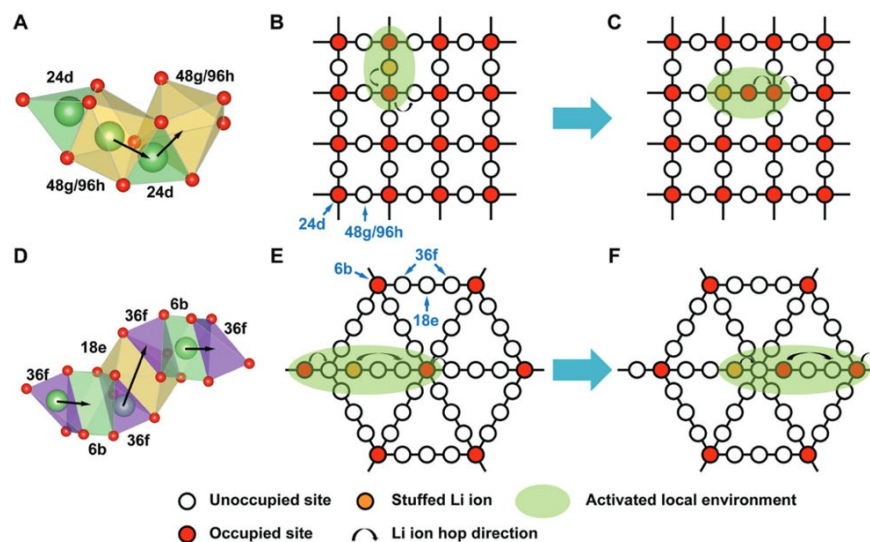 A
24d
48g/96h
48g/96h
24d
B
24d
48g/96h
C
D
36f
6b
36f
18e
36f
6b
36f
E
6b
36f
18e
F
Unoccupied site
Stuffed Li ion
Activated local environment
Occupied site
Li ion hop direction